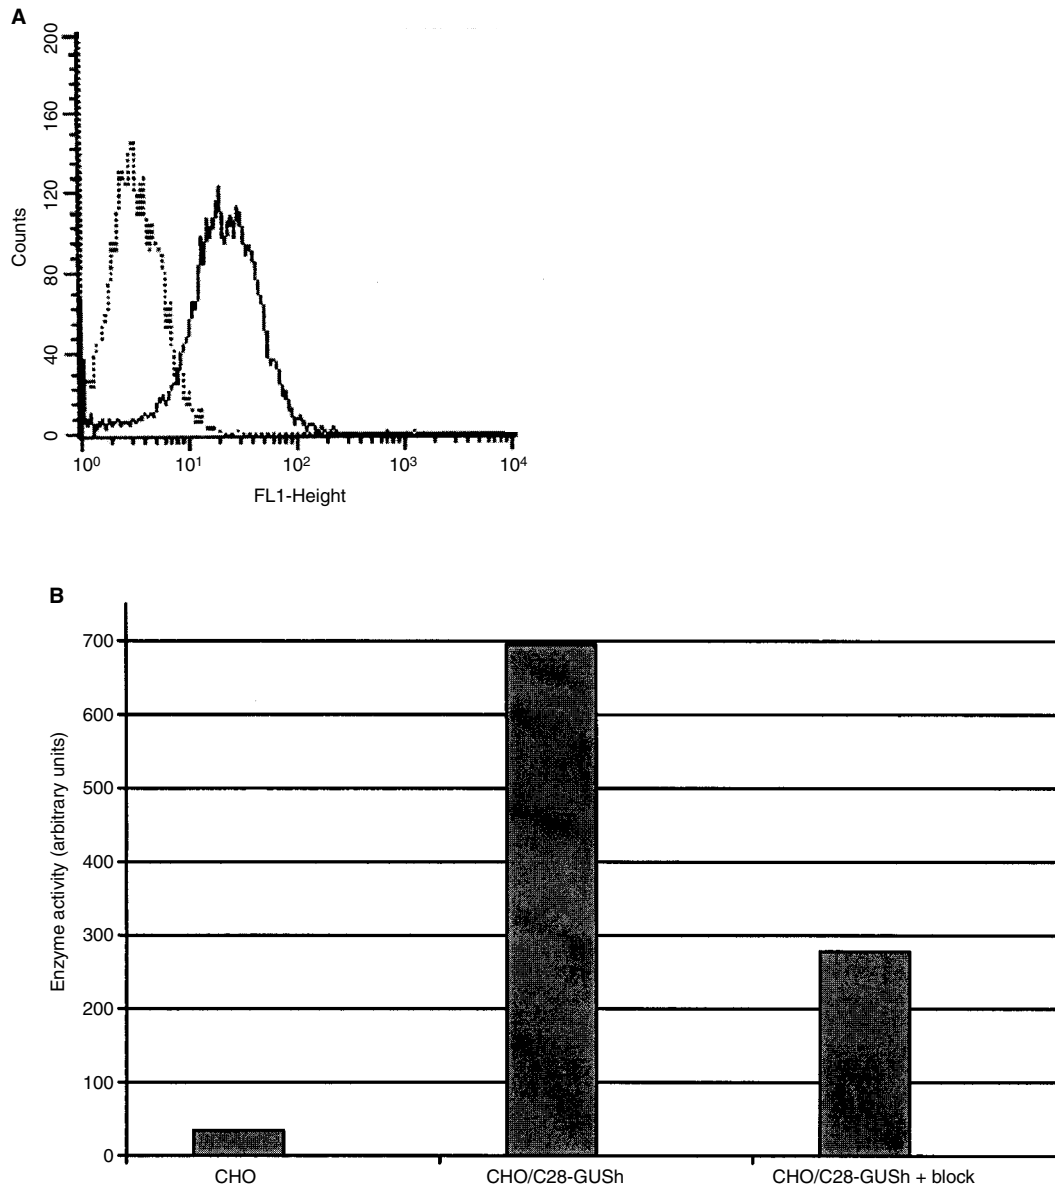 A
200
160
120
80
40
0
Counts
10⁰ 10¹ 10² 10³ 10⁴
FL1-Height
B
700
600
500
400
300
200
100
0
Enzyme activity (arbitrary units)
CHO CHO/C28-GUSh CHO/C28-GUSh + block